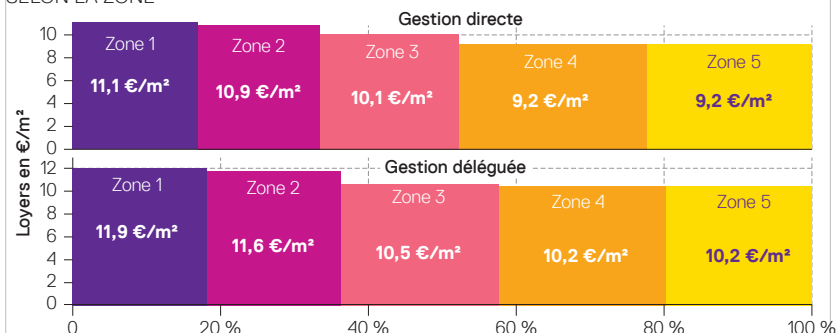 SELON LA ZONE
Gestion directe
Loyers en €/m²
10
8
6
4
2
0
Zone 1
11,1 €/m²
Zone 2
10,9 €/m²
Zone 3
10,1 €/m²
Zone 4
9,2 €/m²
Zone 5
9,2 €/m²
Gestion déléguée
12
10
8
6
4
2
0
Zone 1
11,9 €/m²
Zone 2
11,6 €/m²
Zone 3
10,5 €/m²
Zone 4
10,2 €/m²
Zone 5
10,2 €/m²
0 20 % 40 % 60 % 80 % 100 %